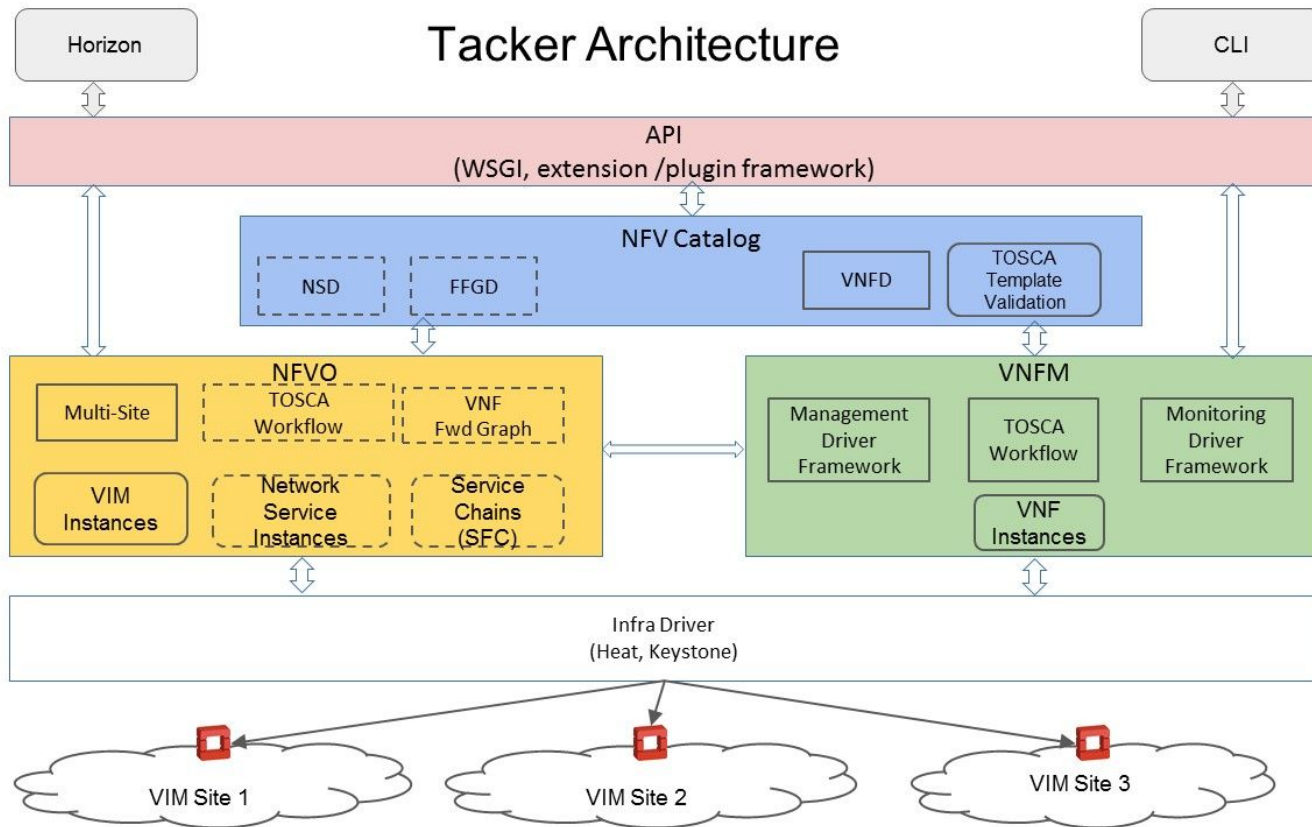 Horizon
Tacker Architecture
CLI
API
(WSGI, extension /plugin framework)
NFV Catalog
NSD
FFGD
VNFD
TOSCA
Template
Validation
NFVO
Multi-Site
TOSCA
Workflow
VNF
Fwd Graph
VIM
Instances
Network
Service
Instances
Service
Chains
(SFC)
VNFM
Management
Driver
Framework
TOSCA
Workflow
Monitoring
Driver
Framework
VNF
Instances
Infra Driver
(Heat, Keystone)
VIM Site 1
VIM Site 2
VIM Site 3